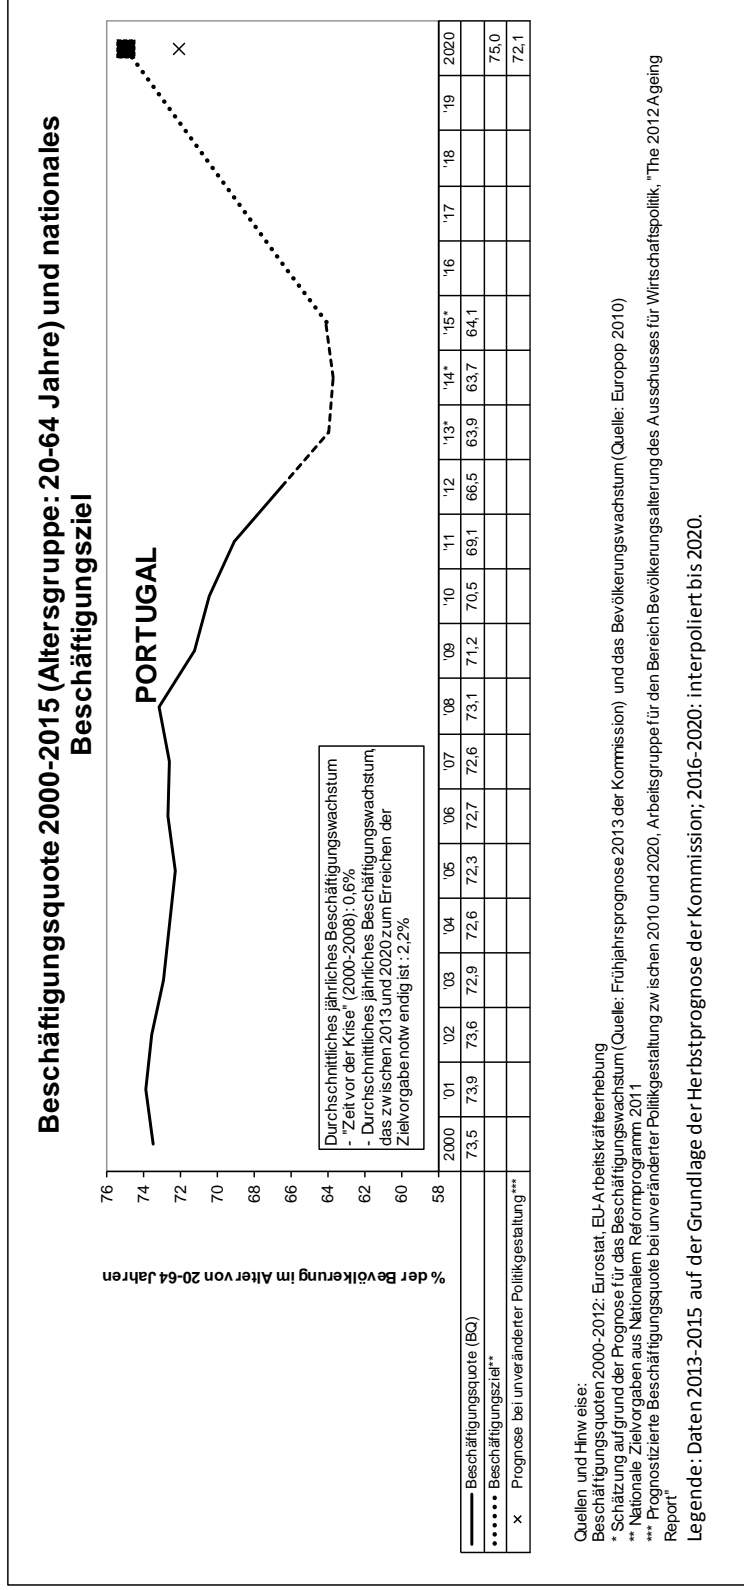 Beschäftigungsquote 2000-2015 (Altersgruppe: 20-64 Jahre) und nationales
Beschäftigungsziel
PORTUGAL
% der Bevölkerung im Alter von 20-64 Jahren
76
74
72
70
68
66
64
62
60
58
Durchschnittliches jährliches Beschäftigungswachstum
- "Zeit vor der Krise" (2000-2008): 0,6%
- Durchschnittliches jährliches Beschäftigungswachstum,
das zw ischen 2013 und 2020 zum Erreichen der
Zielvorgabe notw endig ist : 2,2%
2000 '01 '02 '03 '04 '05 '06 '07 '08 '09 '10 '11 '12 '13* '14* '15* '16 '17 '18 '19 2020
Beschäftigungsquote (BQ) 73,5 73,9 73,6 72,9 72,6 72,3 72,7 72,6 73,1 71,2 70,5 69,1 66,5 63,9 63,7 64,1
Beschäftigungsziel** 75,0
× Prognose bei unveränderter Politikgestaltung*** 72,1
Quellen und Hinw eise:
Beschäftigungsquoten 2000-2012: Eurostat, EU-Arbeitskräfteerhebung
* Schätzung aufgrund der Prognose für das Beschäftigungswachstum (Quelle: Frühjahrsprognose 2013 der Kommission) und das Bevölkerungswachstum (Quelle: Europop 2010)
** Nationale Zielvorgaben aus Nationalem Reformprogramm 2011
*** Prognostizierte Beschäftigungsquote bei unveränderter Politikgestaltung zw ischen 2010 und 2020, Arbeitsgruppe für den Bereich Bevölkerungsalterung des Ausschusses für Wirtschaftspolitik, "The 2012 Ageing
Report"
Legende: Daten 2013-2015 auf der Grundlage der Herbstprognose der Kommission; 2016-2020: interpoliert bis 2020.